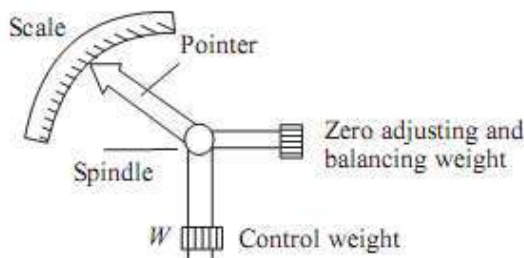 Scale
Pointer
Zero adjusting and
balancing weight
Spindle
W Control weight